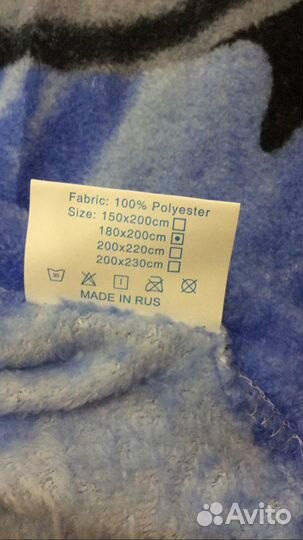 Fabric: 100% Polyester
Size: 150x200cm
180x200cm
200x220cm
200x230cm
30
MADE IN RUS
Avito